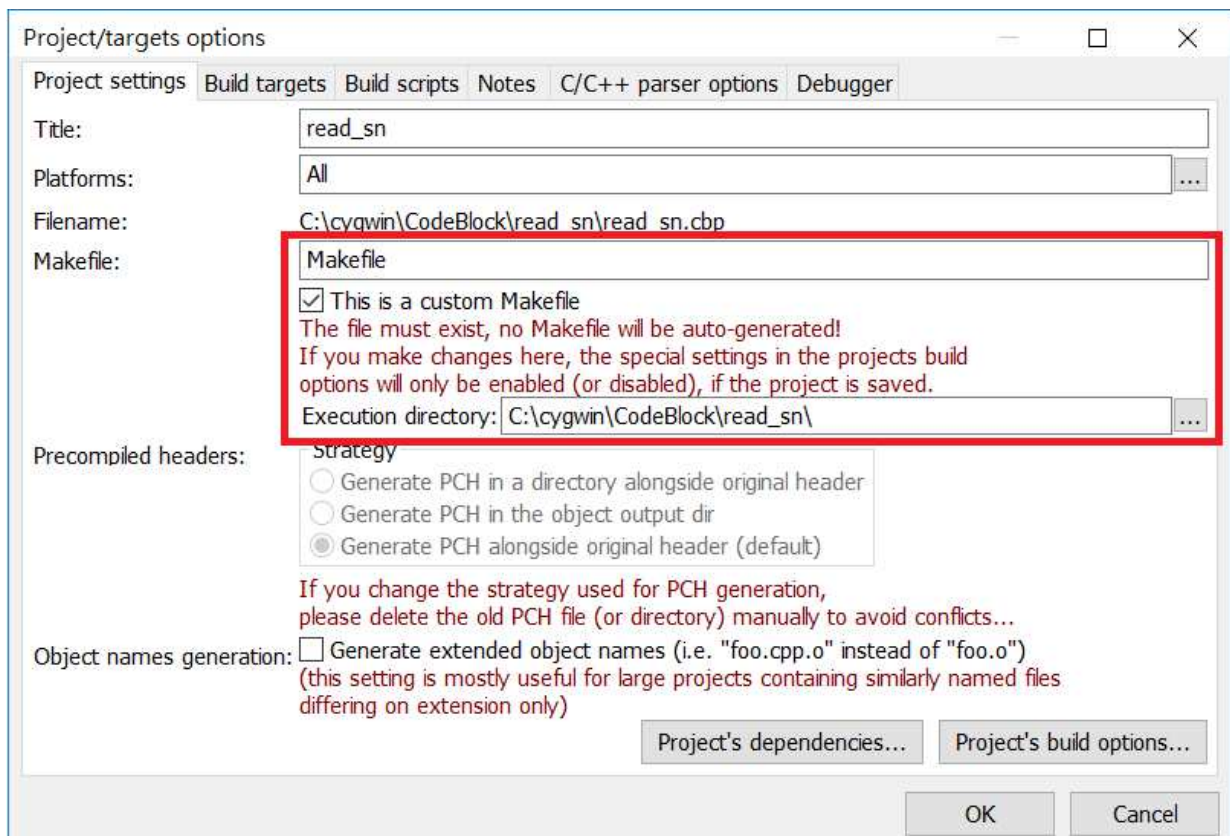 Project/targets options
Project settings Build targets Build scripts Notes C/C++ parser options Debugger
Title: read_sn
Platforms: All ...
Filename: C:\cygwin\CodeBlock\read_sn\read_sn.cbp
Makefile: Makefile
This is a custom Makefile
The file must exist, no Makefile will be auto-generated!
If you make changes here, the special settings in the projects build
options will only be enabled (or disabled), if the project is saved.
Execution directory: C:\cygwin\CodeBlock\read_sn\ ...
Precompiled headers: Strategy
Generate PCH in a directory alongside original header
Generate PCH in the object output dir
Generate PCH alongside original header (default)
If you change the strategy used for PCH generation,
please delete the old PCH file (or directory) manually to avoid conflicts...
Object names generation: Generate extended object names (i.e. "foo.cpp.o" instead of "foo.o")
(this setting is mostly useful for large projects containing similarly named files
differing on extension only)
Project's dependencies... Project's build options...
OK Cancel